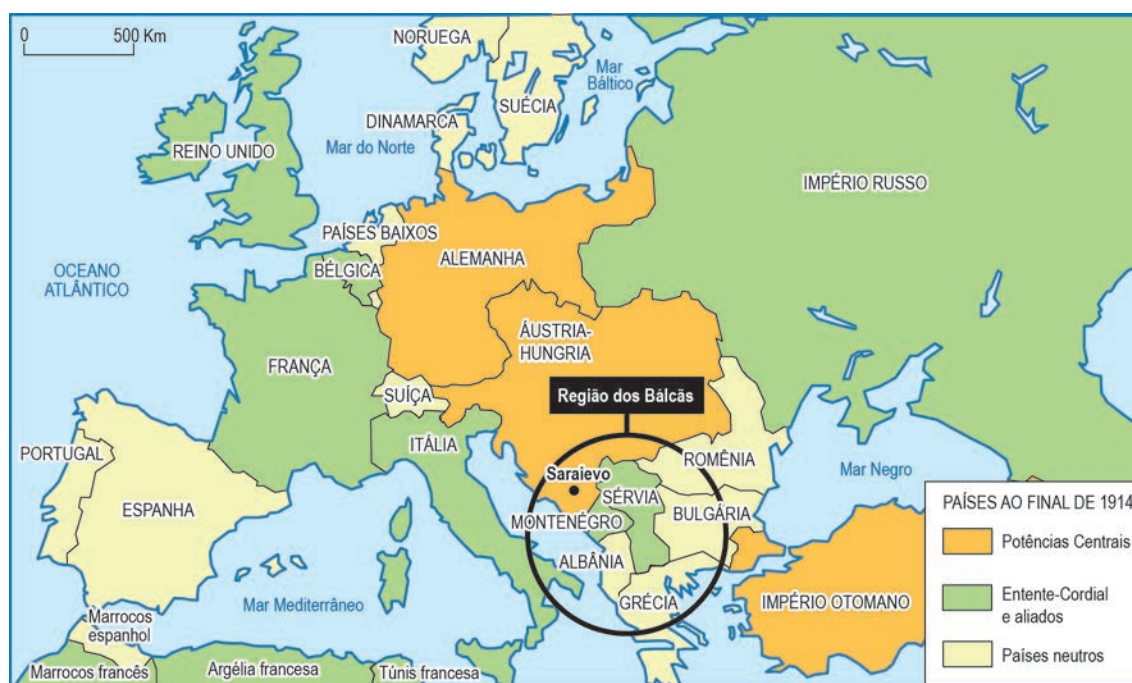 0 500 Km
NORUEGA
Mar
Báltico
SUÉCIA
DINAMARCA
Mar do Norte
REINO UNIDO
IMPÉRIO RUSSO
PAÍSES BAIXOS
ALEMANHA
BÉLGICA
OCEANO
ATLÂNTICO
ÁUSTRIA-
HUNGRIA
FRANÇA
SUÍÇA
Região dos Bálcãs
ITÁLIA
PORTUGAL
ESPANHA
ROMÊNIA
Mar Negro
Saraievo
SÉRVIA
BULGÁRIA
MONTENÉGRO
ALBÂNIA
GRÉCIA
IMPÉRIO OTOMANO
Mar Mediterrâneo
Marrocos
espanhol
Marrocos francês
Argélia francesa
Túnis francesa
PAÍSES AO FINAL DE 1914
Potências Centrais
Entente-Cordial
e aliados
Países neutros